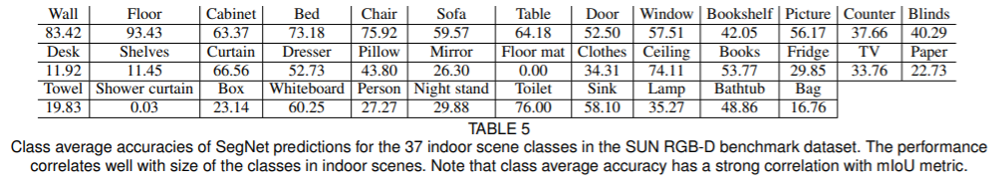 Wall Floor Cabinet Bed Chair Sofa Table Door Window Bookshelf Picture Counter Blinds
83.42 93.43 63.37 73.18 75.92 59.57 64.18 52.50 57.51 42.05 56.17 37.66 40.29
Desk Shelves Curtain Dresser Pillow Mirror Floor mat Clothes Ceiling Books Fridge TV Paper
11.92 11.45 66.56 52.73 43.80 26.30 0.00 34.31 74.11 53.77 29.85 33.76 22.73
Towel Shower curtain Box Whiteboard Person Night stand Toilet Sink Lamp Bathtub Bag
19.83 0.03 23.14 60.25 27.27 29.88 76.00 58.10 35.27 48.86 16.76
TABLE 5
Class average accuracies of SegNet predictions for the 37 indoor scene classes in the SUN RGB-D benchmark dataset. The performance
correlates well with size of the classes in indoor scenes. Note that class average accuracy has a strong correlation with mIoU metric.